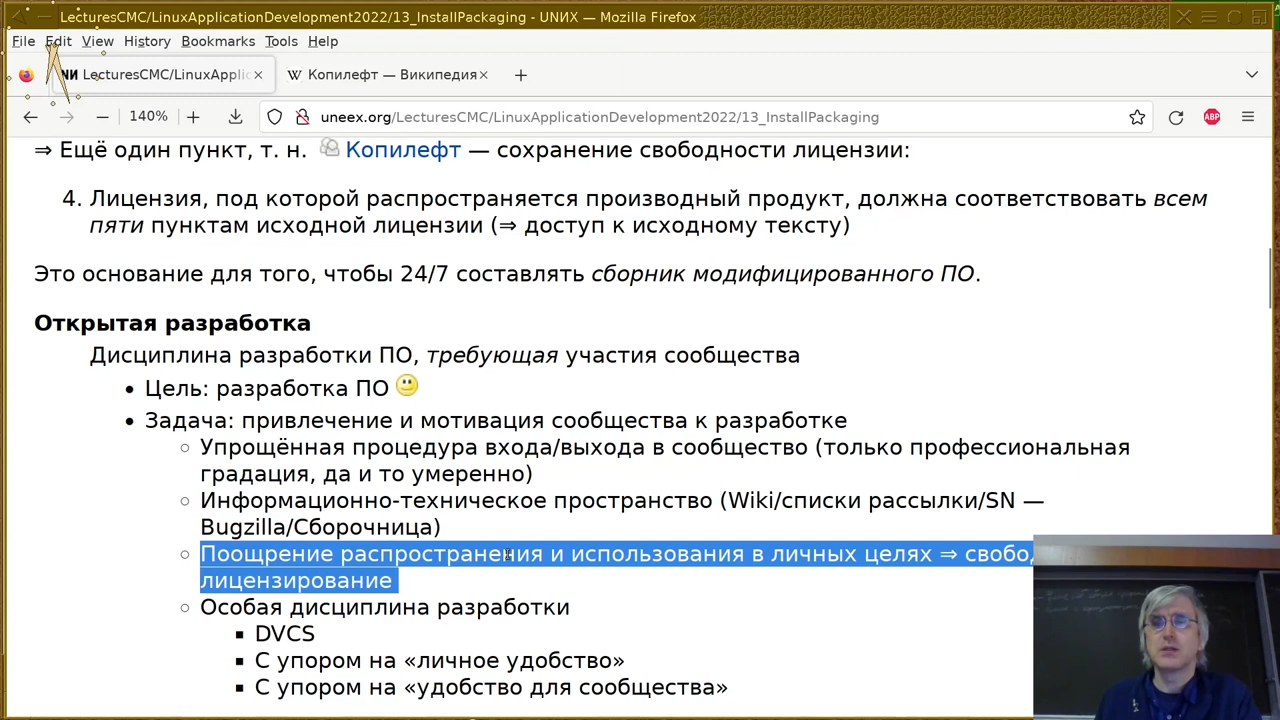 LecturesCMC/LinuxApplicationDevelopment2022/13_InstallPackaging - UNИX — Mozilla Firefox
File Edit View History Bookmarks Tools Help
ИИ LecturesCMC/LinuxApplic Копилефт — Википедия
140% uneex.org/LecturesCMC/LinuxApplicationDevelopment2022/13_InstallPackaging ABP
⇒ Ещё один пункт, т. н. Копилефт — сохранение свободности лицензии:
4. Лицензия, под которой распространяется производный продукт, должна соответствовать всем
пяти пунктам исходной лицензии (⇒ доступ к исходному тексту)
Это основание для того, чтобы 24/7 составлять сборник модифицированного ПО.
Открытая разработка
Дисциплина разработки ПО, требующая участия сообщества
• Цель: разработка ПО
• Задача: привлечение и мотивация сообщества к разработке
Упрощённая процедура входа/выхода в сообщество (только профессиональная
градация, да и то умеренно)
Информационно-техническое пространство (Wiki/списки рассылки/SN —
Bugzilla/Сборочница)
Поощрение распространения и использования в личных целях ⇒ свобод
лицензирование
Особая дисциплина разработки
DVCS
С упором на «личное удобство»
С упором на «удобство для сообщества»